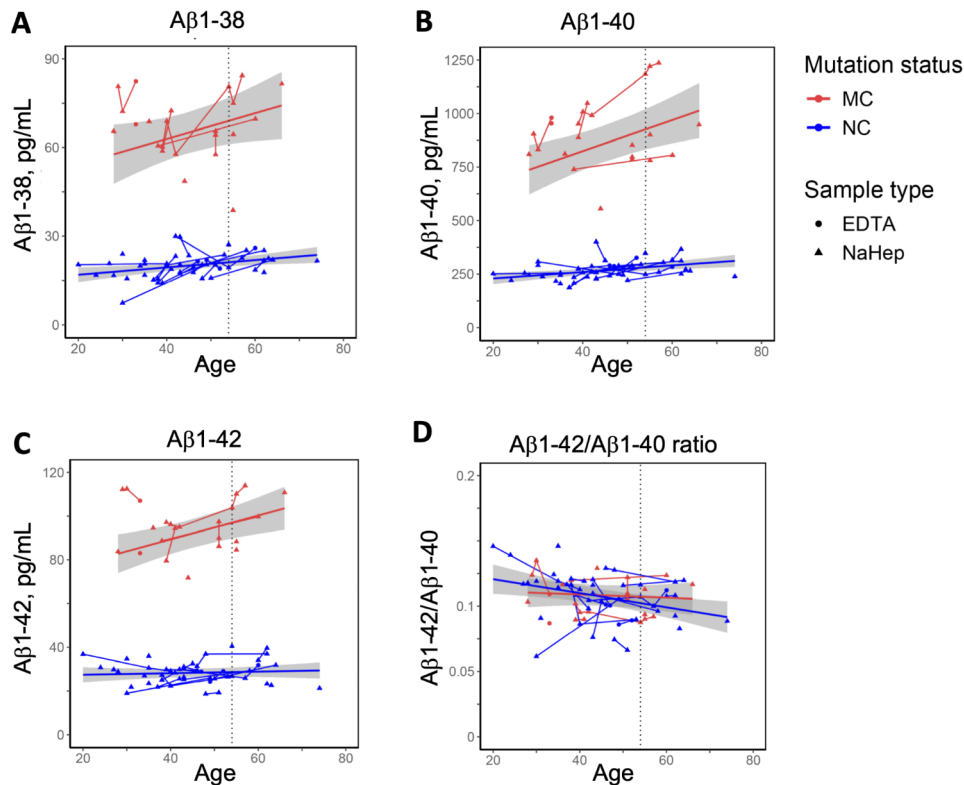 A
Aβ1-38
Aβ1-38, pg/mL
90
60
30
0
20 40 60 80
Age
B
Aβ1-40
Aβ1-40, pg/mL
1250
1000
750
500
250
0
20 40 60 80
Age
Mutation status
MC
NC
Sample type
EDTA
NaHep
C
Aβ1-42
Aβ1-42, pg/mL
120
80
40
0
20 40 60 80
Age
D
Aβ1-42/Aβ1-40 ratio
Aβ1-42/Aβ1-40
0.2
0.1
0.05
0
20 40 60 80
Age